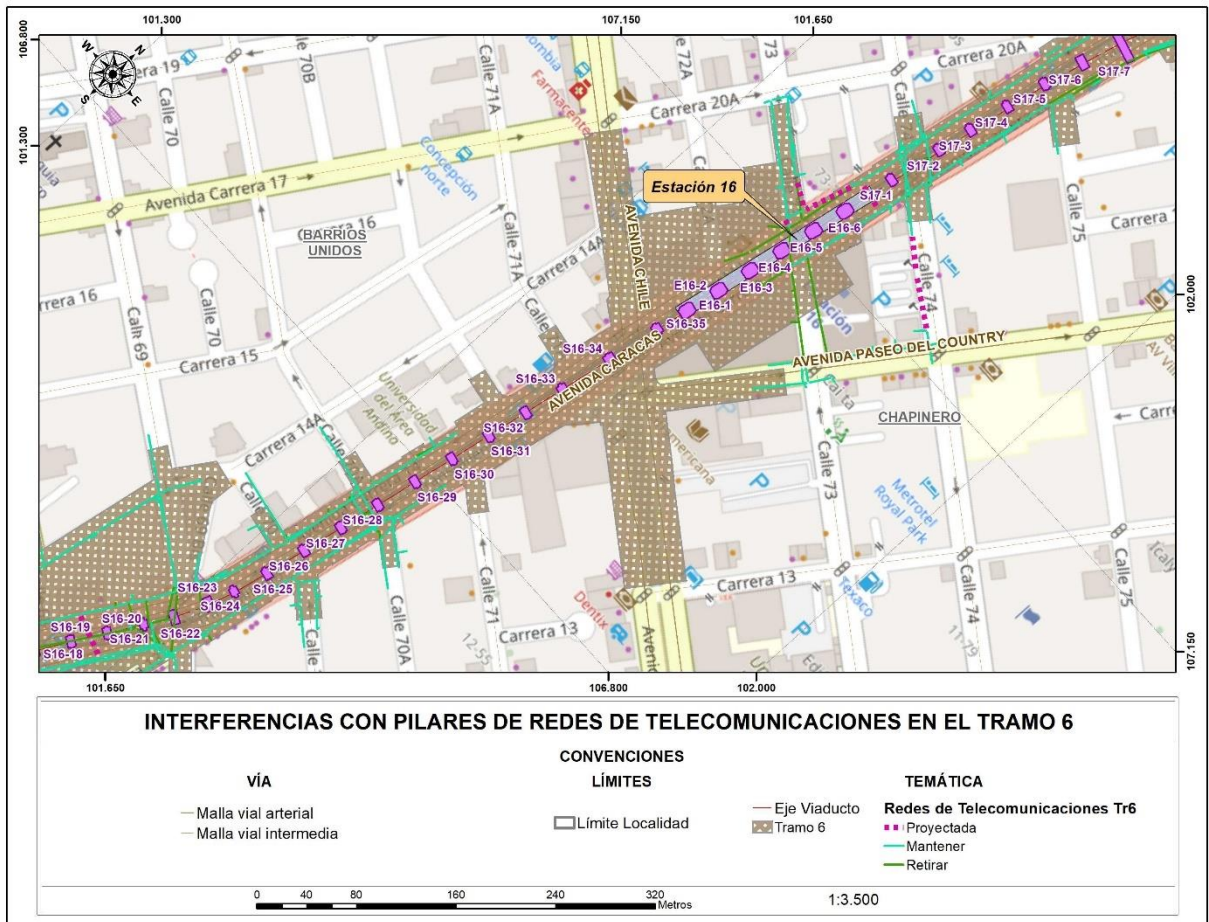 101.300
107.150
101.650
106.800
101.300
102.000
107.150
101.650
106.800
102.000
N
W
E
S
Carrera 20A
Carrera 20A
Avenida Carrera 17
Carrera 16
Carrera 15
Carrera 14A
Carrera 14A
Carrera 13
Carrera 13
Calle 70
Calle 70
Calle 69
Calle 71A
Calle 71A
Calle 70A
Calle 71
Calle 73
Calle 74
Calle 74
Calle 75
Calle 75
70B
72A
73
Concepción
norte
Farmacenter
BARRIOS
UNIDOS
Universidad
del Area
Andina
AVENIDA CHILE
AVENIDA CARACAS
AVENIDA PASEO DEL COUNTRY
CHAPINERO
Metrotel
Royal Park
Texaco
Dentix
12-55
11-79
Estación 16
S17-7
S17-6
S17-5
S17-4
S17-3
S17-2
S17-1
E16-6
E16-5
E16-4
E16-3
E16-2
E16-1
S16-35
S16-34
S16-33
S16-32
S16-31
S16-30
S16-29
S16-28
S16-27
S16-26
S16-25
S16-24
S16-23
S16-22
S16-21
S16-20
S16-19
S16-18
INTERFERENCIAS CON PILARES DE REDES DE TELECOMUNICACIONES EN EL TRAMO 6
CONVENCIONES
VÍA
Malla vial arterial
Malla vial intermedia
LÍMITES
Límite Localidad
TEMÁTICA
Eje Viaducto
Tramo 6
Redes de Telecomunicaciones Tr6
Proyectada
Mantener
Retirar
0 40 80 160 240 320
Metros
1:3.500